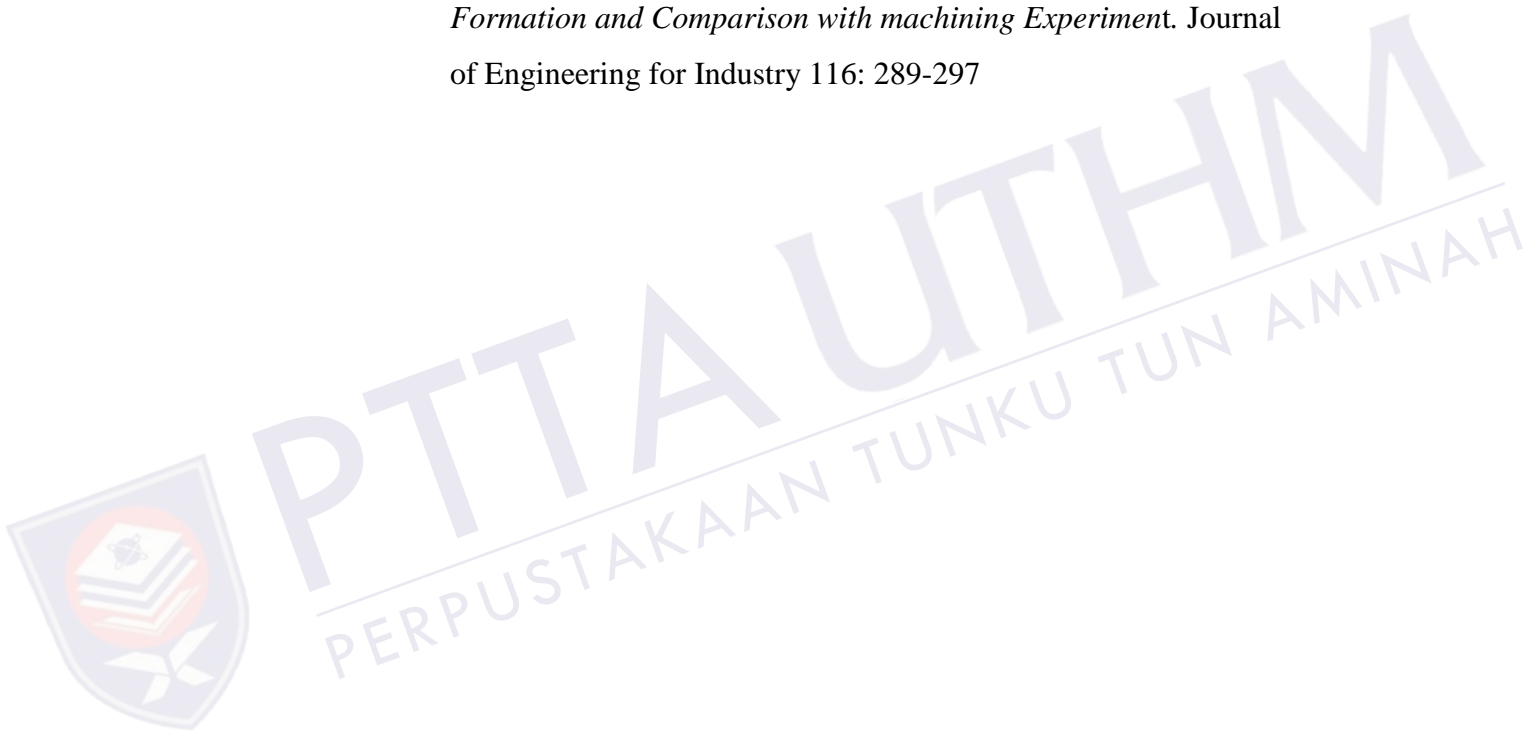 Formation and Comparison with machining Experiment. Journal
of Engineering for Industry 116: 289-297
PTTA UTHM
PERPUSTAKAAN TUNKU TUN AMINAH